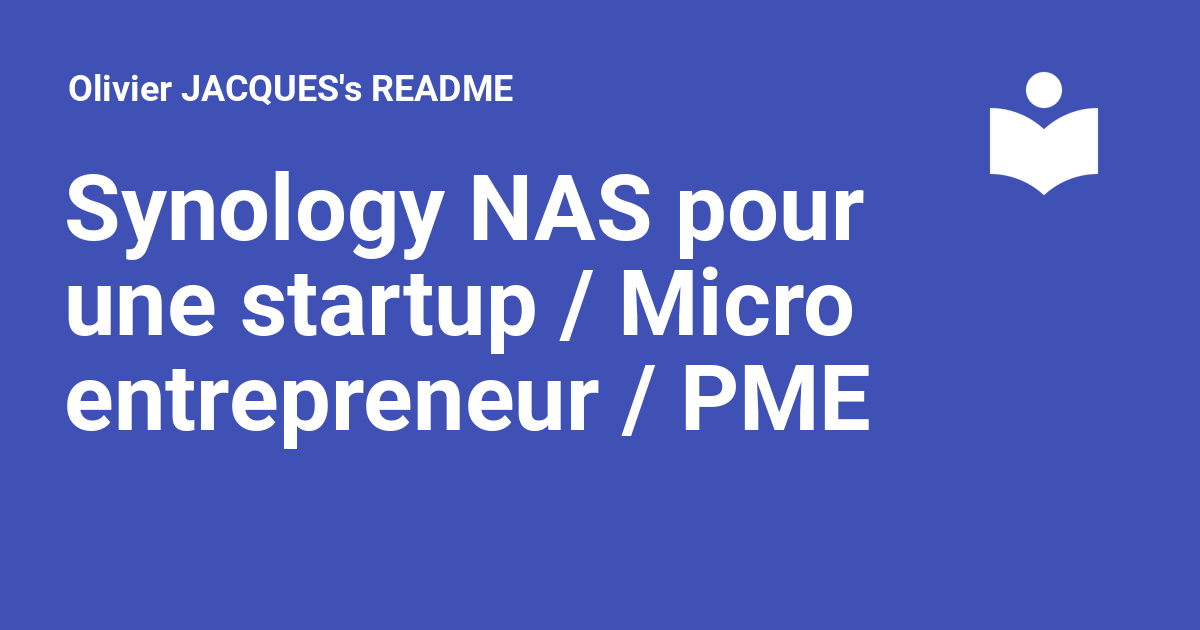 Olivier JACQUES's README
Synology NAS pour
une startup / Micro
entrepreneur / PME